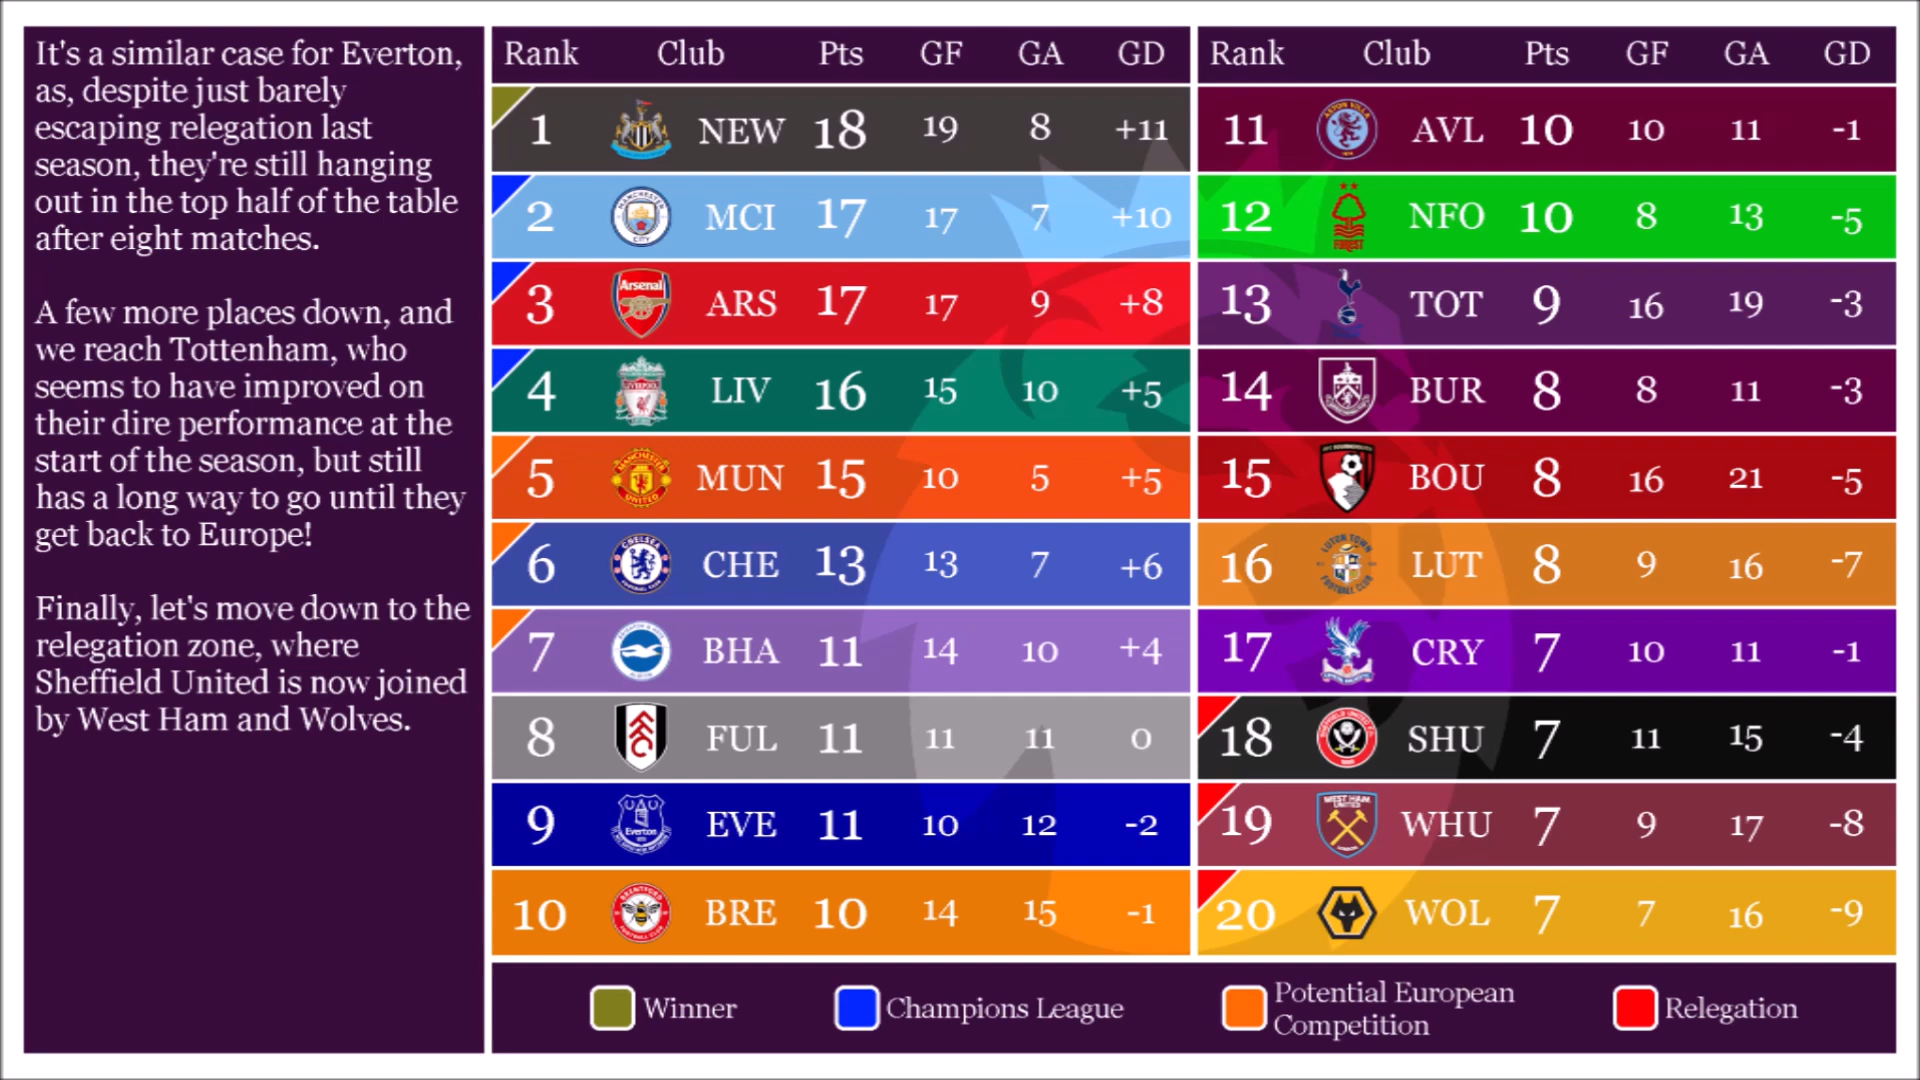 It's a similar case for Everton,
as, despite just barely
escaping relegation last
season, they're still hanging
out in the top half of the table
after eight matches.
A few more places down, and
we reach Tottenham, who
seems to have improved on
their dire performance at the
start of the season, but still
has a long way to go until they
get back to Europe!
Finally, let's move down to the
relegation zone, where
Sheffield United is now joined
by West Ham and Wolves.
Rank Club Pts GF GA GD
1 NEW 18 19 8 +11
2 MCI 17 17 7 +10
3 Arsenal ARS 17 17 9 +8
4 LIV 16 15 10 +5
5 MUN 15 10 5 +5
6 CHE 13 13 7 +6
7 BHA 11 14 10 +4
8 FUL 11 11 11 0
9 Everton EVE 11 10 12 -2
10 BRE 10 14 15 -1
Rank Club Pts GF GA GD
11 AVL 10 10 11 -1
12 FOREST NFO 10 8 13 -5
13 TOT 9 16 19 -3
14 BUR 8 8 11 -3
15 BOU 8 16 21 -5
16 LUT 8 9 16 -7
17 CRY 7 10 11 -1
18 SHU 7 11 15 -4
19 WEST HAM UNITED WHU 7 9 17 -8
20 WOL 7 7 16 -9
Winner
Champions League
Potential European
Competition
Relegation